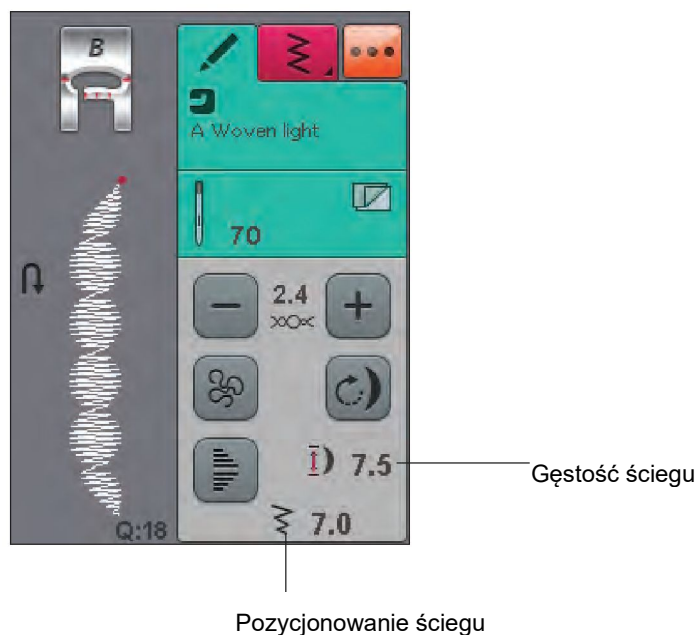 B
A Woven light
70
2.4
7.5
Gęstość ściegu
Q:18
7.0
Pozycjonowanie ściegu